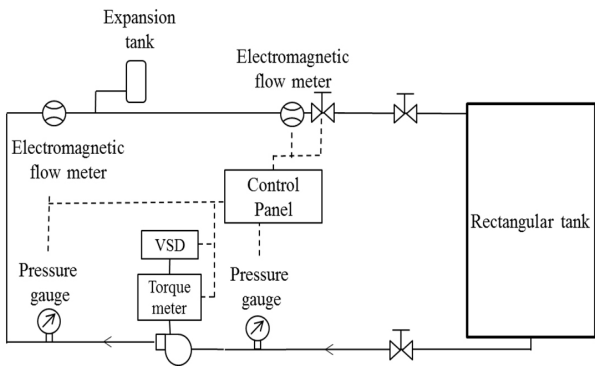 Expansion
tank
Electromagnetic
flow meter
Electromagnetic
flow meter
Control
Panel
Rectangular tank
VSD
Pressure
gauge
Torque
meter
Pressure
gauge